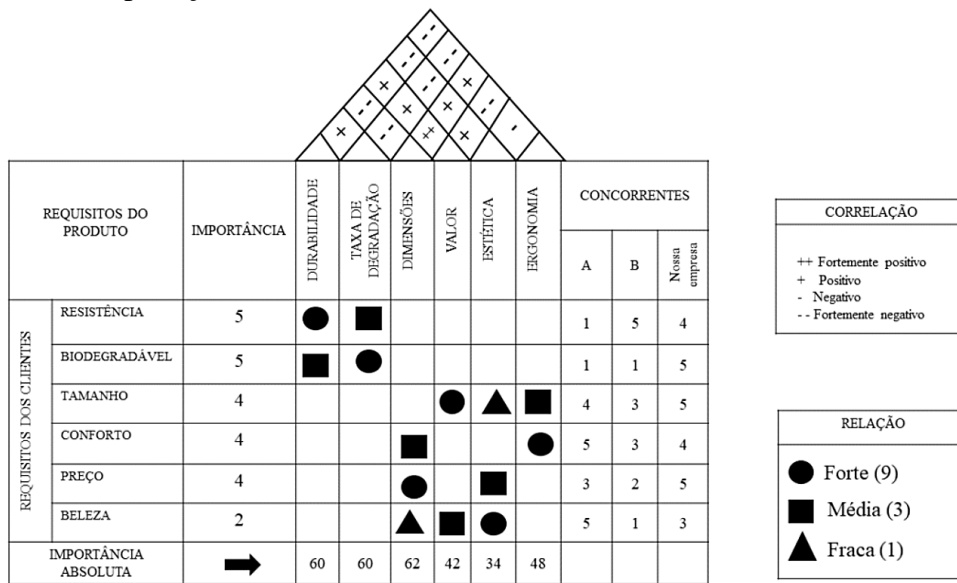 REQUISITOS DO
PRODUTO
IMPORTÂNCIA
DURABILIDADE
TAXA DE
DEGRADAÇÃO
DIMENSÕES
VALOR
ESTÉTICA
ERGONOMIA
CONCORRENTES
A
B
Nossa
empresa
REQUISITOS DOS CLIENTES
RESISTÊNCIA 5 1 5 4
BIODEGRADÁVEL 5 1 1 5
TAMANHO 4 4 3 5
CONFORTO 4 5 3 4
PREÇO 4 3 2 5
BELEZA 2 5 1 3
IMPORTÂNCIA
ABSOLUTA
60 60 62 42 34 48
CORRELAÇÃO
++ Fortemente positivo
+ Positivo
- Negativo
-- Fortemente negativo
RELAÇÃO
Forte (9)
Média (3)
Fraca (1)